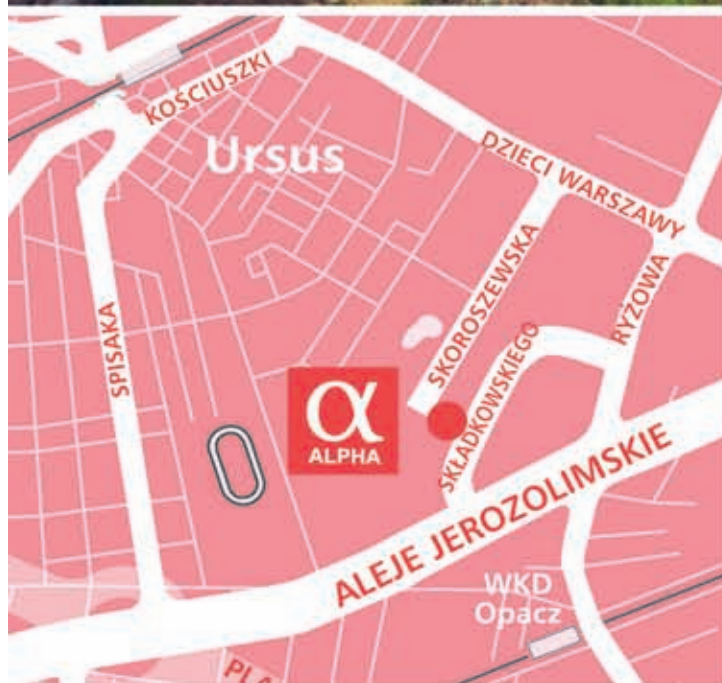 KOŚCIUSZKI
Ursus
DZIECI WARSZAWY
SKOROSZEWSKA
RYŻOWA
SPISAKA
SKŁADKOWSKIEGO
α
ALPHA
ALEJE JEROZOLIMSKIE
WKD
Opacz